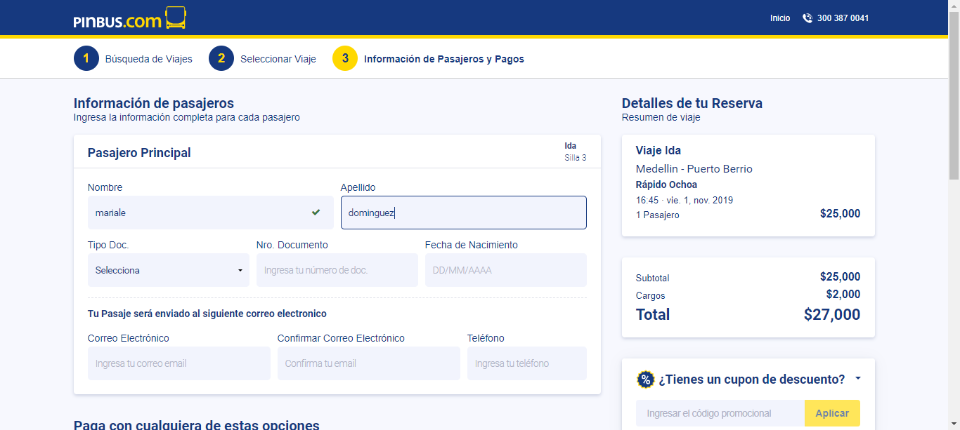 PINBUS.com
Inicio 300 387 0041
1 Búsqueda de Viajes 2 Seleccionar Viaje 3 Información de Pasajeros y Pagos
Información de pasajeros
Ingresa la información completa para cada pasajero
Pasajero Principal
Ida
Silla 3
Nombre Apellido
mariale dominguez
Tipo Doc. Nro. Documento Fecha de Nacimiento
Selecciona Ingresa tu número de doc. DD/MM/AAAA
Tu Pasaje será enviado al siguiente correo electronico
Correo Electrónico Confirmar Correo Electrónico Teléfono
Ingresa tu correo email Confirma tu email Ingresa tu teléfono
Paga con cualquiera de estas opciones
Detalles de tu Reserva
Resumen de viaje
Viaje Ida
Medellin - Puerto Berrio
Rápido Ochoa
16:45 - vie. 1, nov. 2019
1 Pasajero $25,000
Subtotal $25,000
Cargos $2,000
Total $27,000
% ¿Tienes un cupon de descuento?
Ingresar el código promocional Aplicar